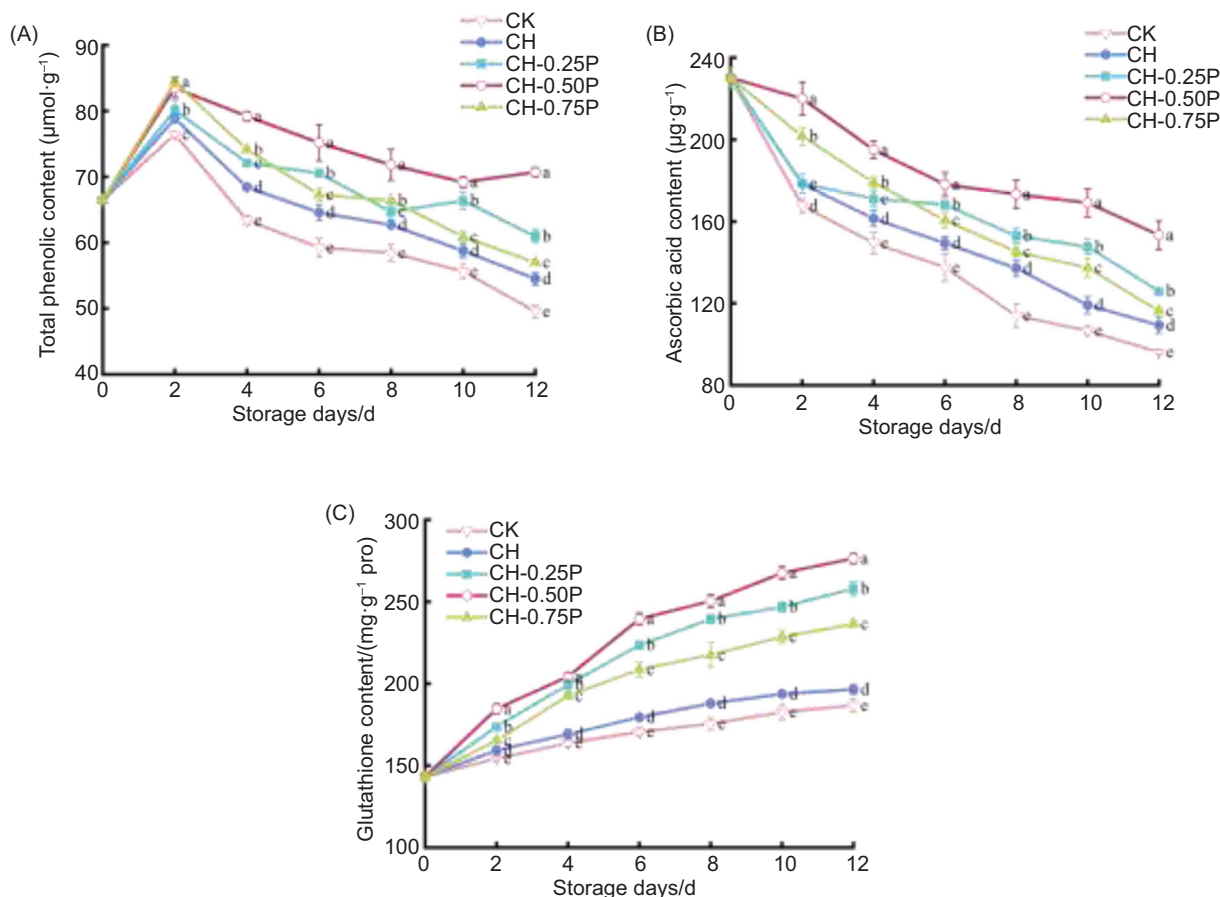 (A)
CK
CH
CH-0.25P
CH-0.50P
CH-0.75P
Total phenolic content (μmol·g⁻¹)
90
80
70
60
50
40
0 2 4 6 8 10 12
Storage days/d
(B)
CK
CH
CH-0.25P
CH-0.50P
CH-0.75P
Ascorbic acid content (μg·g⁻¹)
240
200
160
120
80
0 2 4 6 8 10 12
Storage days/d
(C)
CK
CH
CH-0.25P
CH-0.50P
CH-0.75P
Glutathione content/(mg·g⁻¹ pro)
300
250
200
150
100
0 2 4 6 8 10 12
Storage days/d